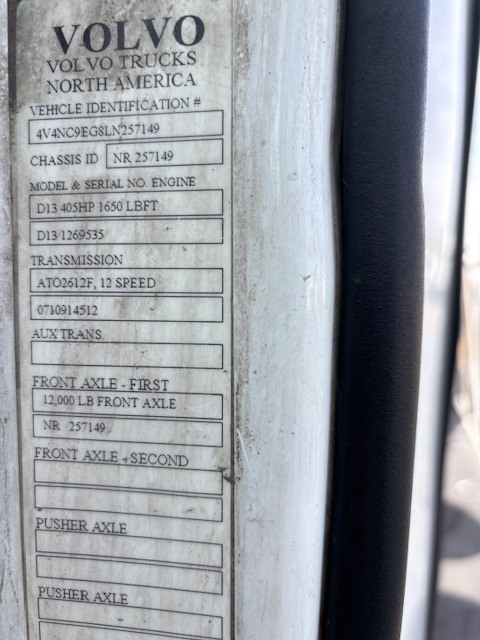 VOLVO
VOLVO TRUCKS
NORTH AMERICA
VEHICLE IDENTIFICATION #
4V4NC9EG8LN257149
CHASSIS ID NR 257149
MODEL & SERIAL NO. ENGINE
D13 405HP 1650 LBFT
D13/1269535
TRANSMISSION
ATO2612F, 12 SPEED
0710914512
AUX TRANS.
FRONT AXLE - FIRST
12,000 LB FRONT AXLE
NR 257149
FRONT AXLE - SECOND
PUSHER AXLE
PUSHER AXLE